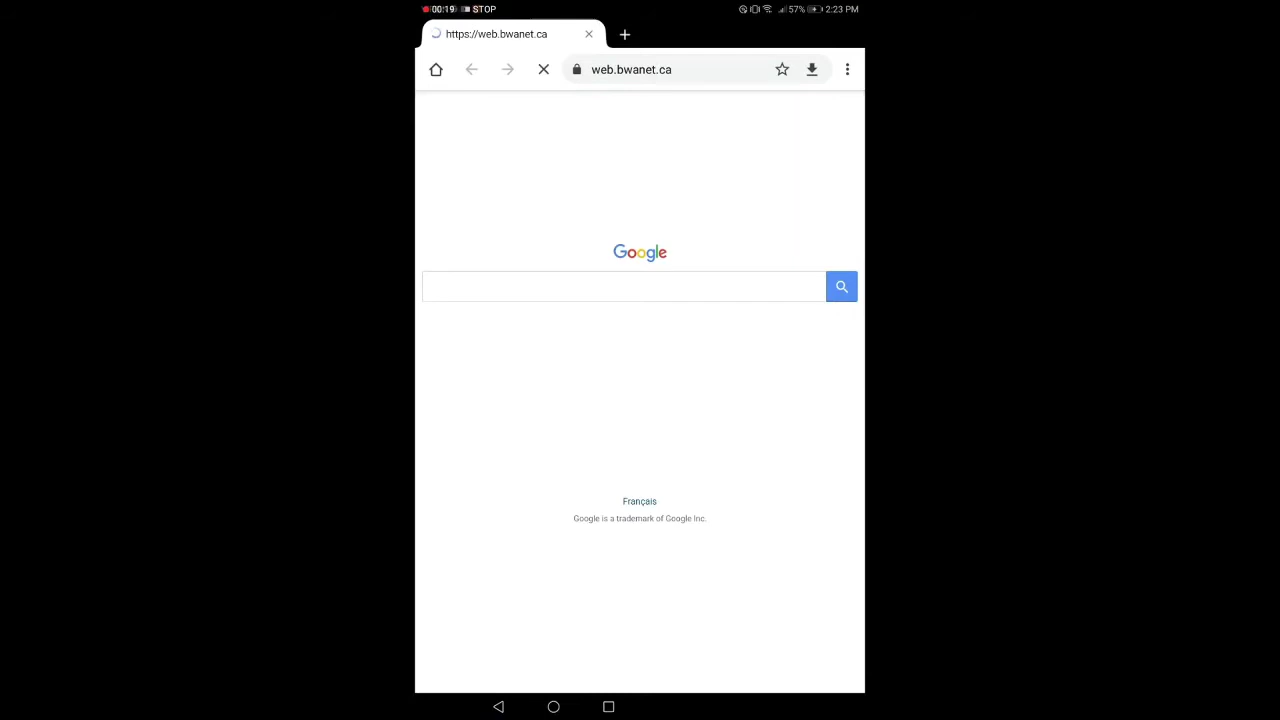 00:19 STOP 57% 2:23 PM
https://web.bwanet.ca
web.bwanet.ca
Google
Français
Google is a trademark of Google Inc.